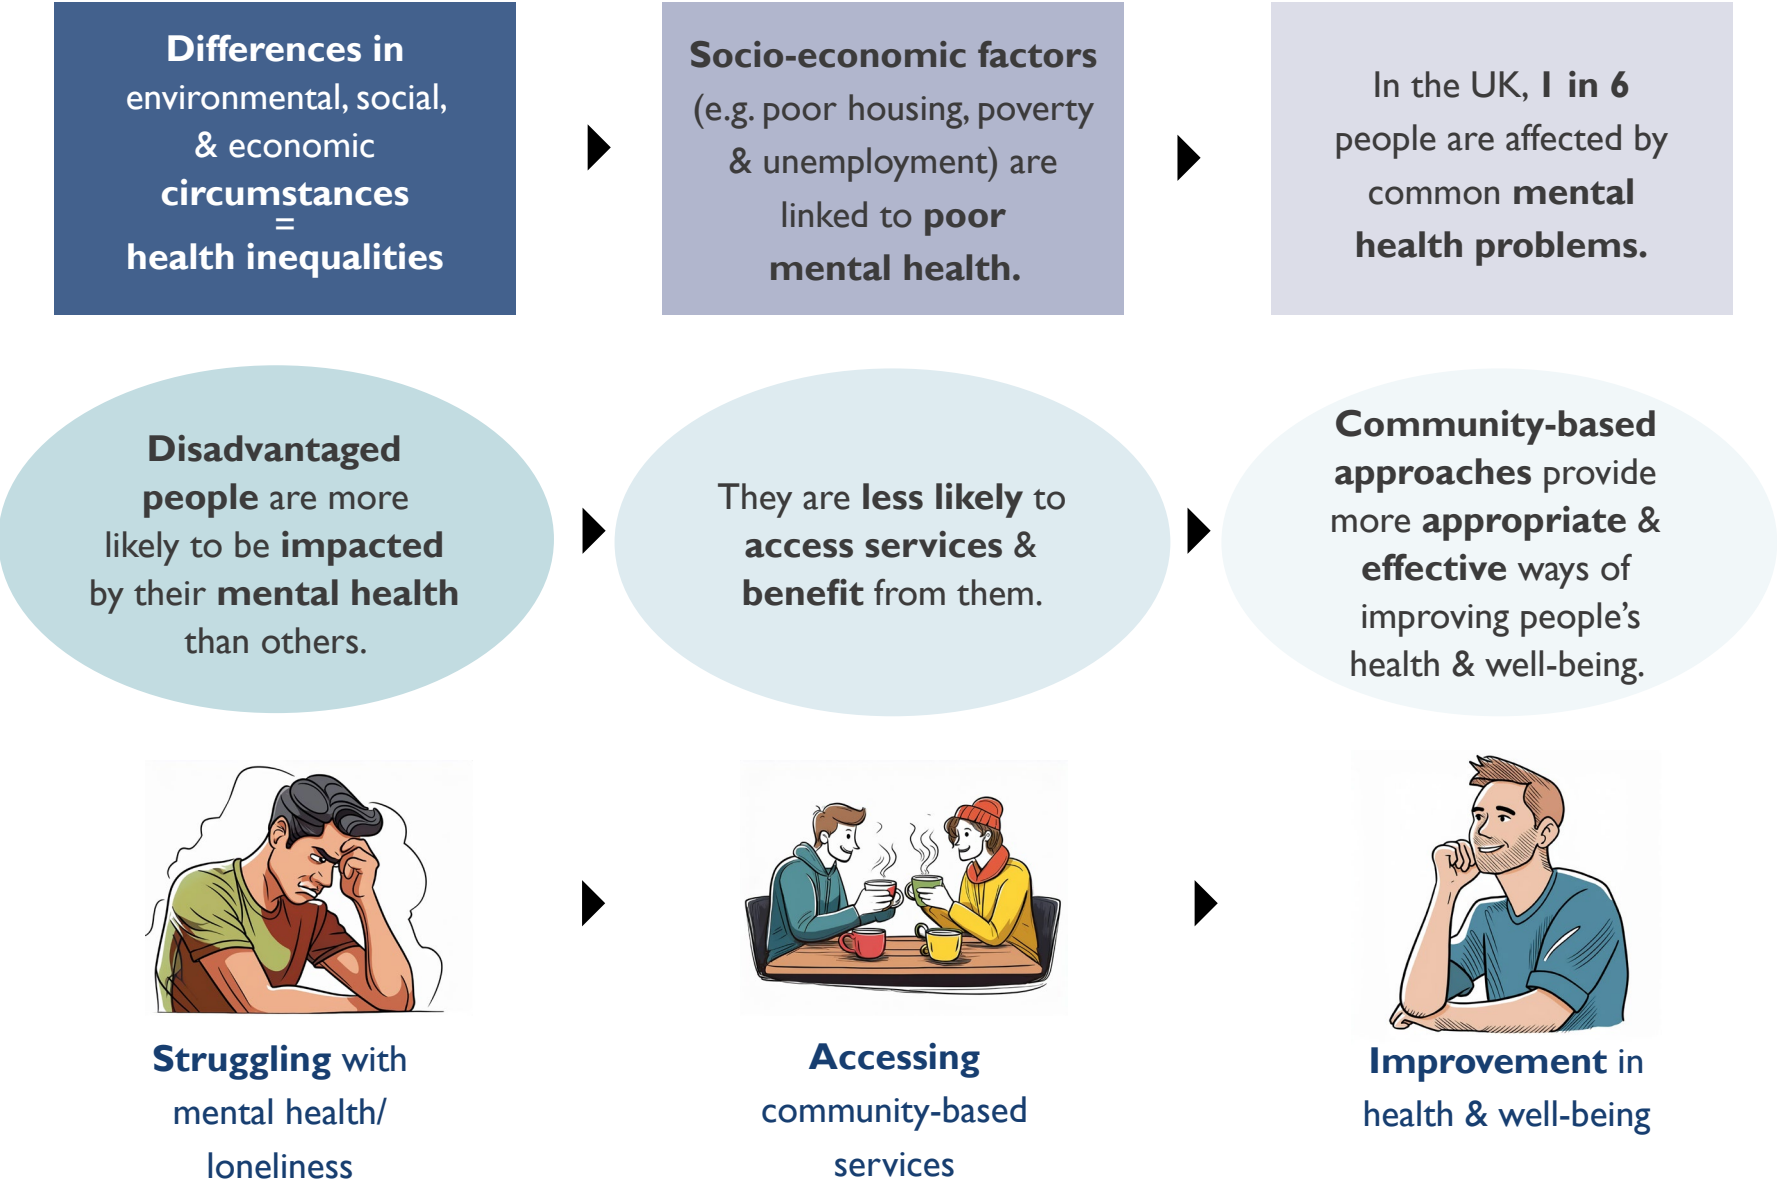 Differences in
environmental, social,
& economic
circumstances
=
health inequalities
Socio-economic factors
(e.g. poor housing, poverty
& unemployment) are
linked to poor
mental health.
In the UK, 1 in 6
people are affected by
common mental
health problems.
Disadvantaged
people are more
likely to be impacted
by their mental health
than others.
They are less likely to
access services &
benefit from them.
Community-based
approaches provide
more appropriate &
effective ways of
improving people’s
health & well-being.
Struggling with
mental health/
loneliness
Accessing
community-based
services
Improvement in
health & well-being